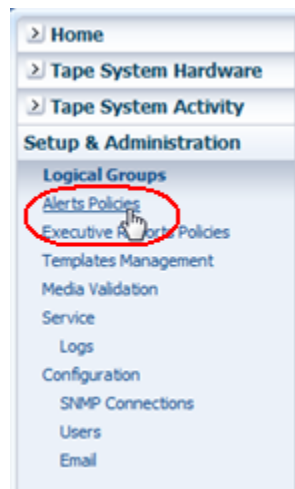 Home
Tape System Hardware
Tape System Activity
Setup & Administration
Logical Groups
Alerts Policies
Executive Reports Policies
Templates Management
Media Validation
Service
Logs
Configuration
SNMP Connections
Users
Email